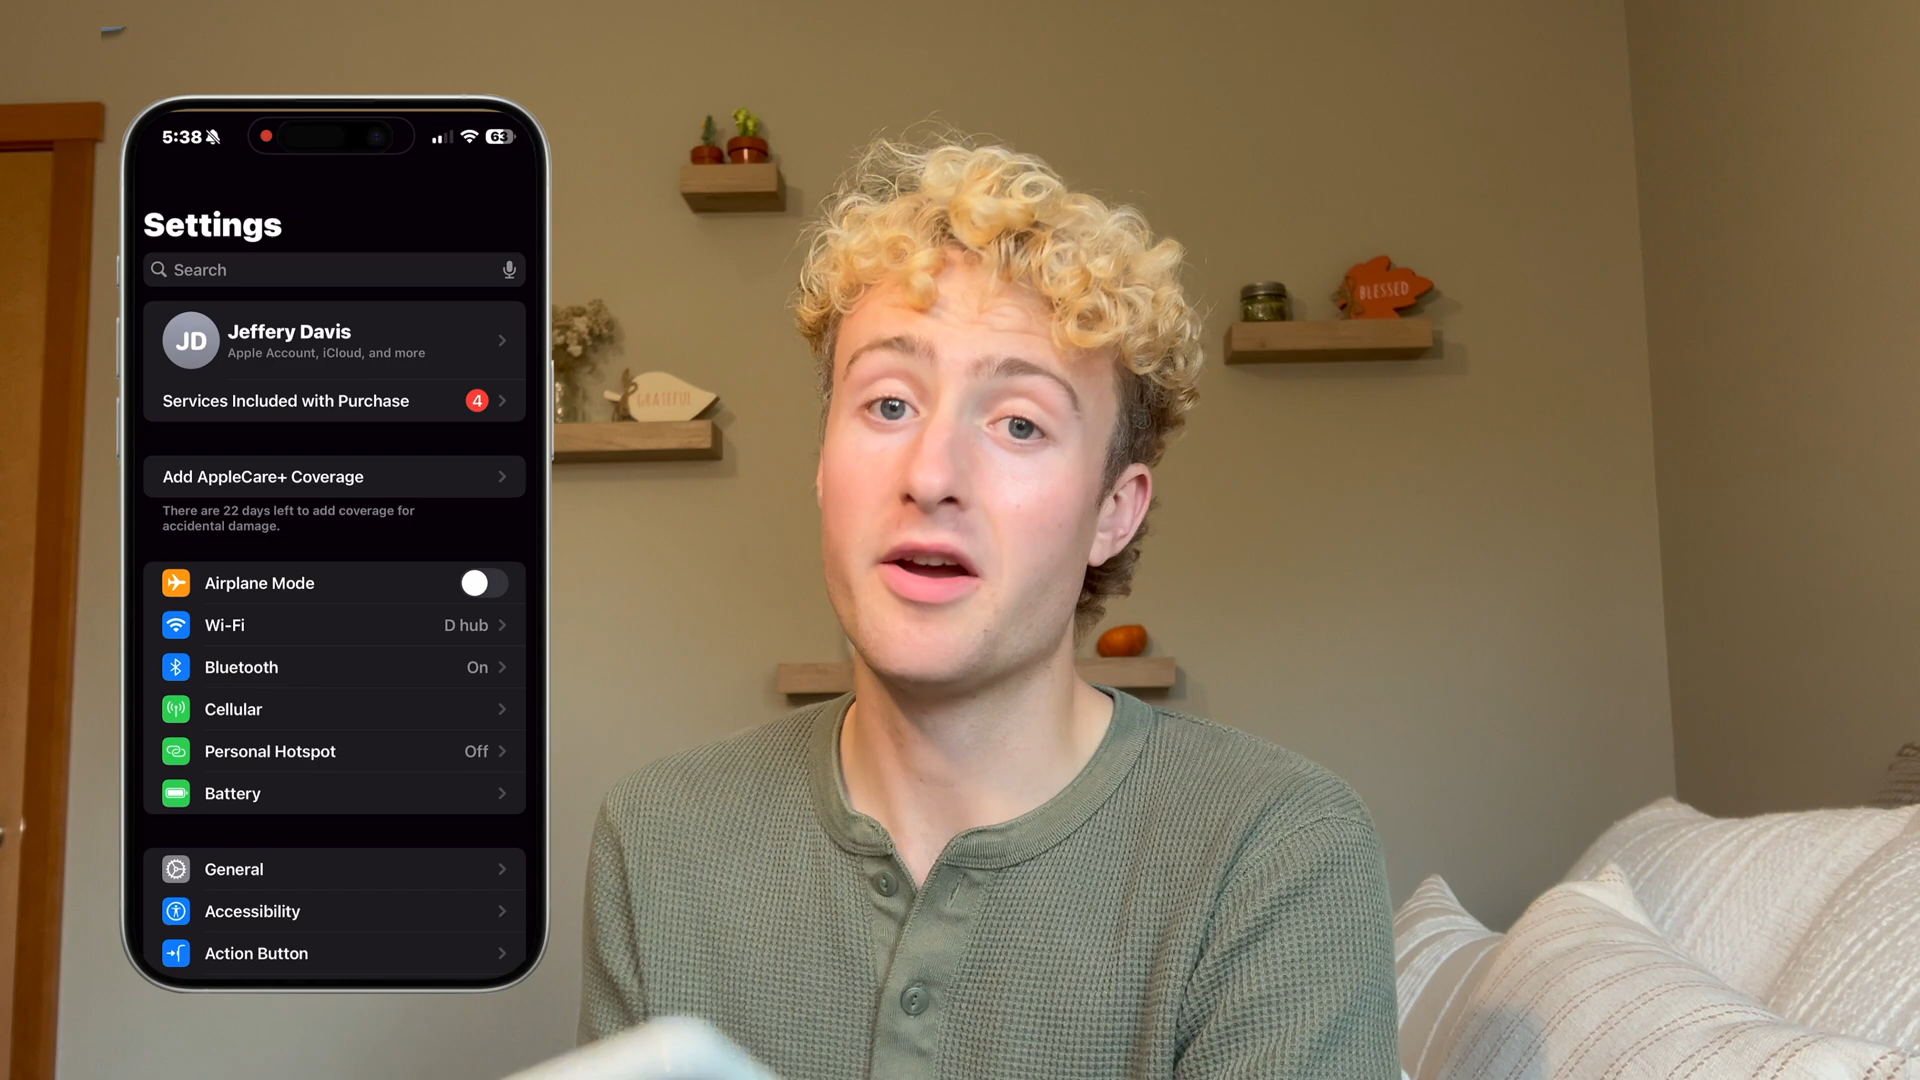 5:38
63
Settings
Search
JD
Jeffery Davis
Apple Account, iCloud, and more
Services Included with Purchase
4
Add AppleCare+ Coverage
There are 22 days left to add coverage for
accidental damage.
Airplane Mode
Wi-Fi
D hub
Bluetooth
On
Cellular
Personal Hotspot
Off
Battery
General
Accessibility
Action Button
GRATEFUL
BLESSED